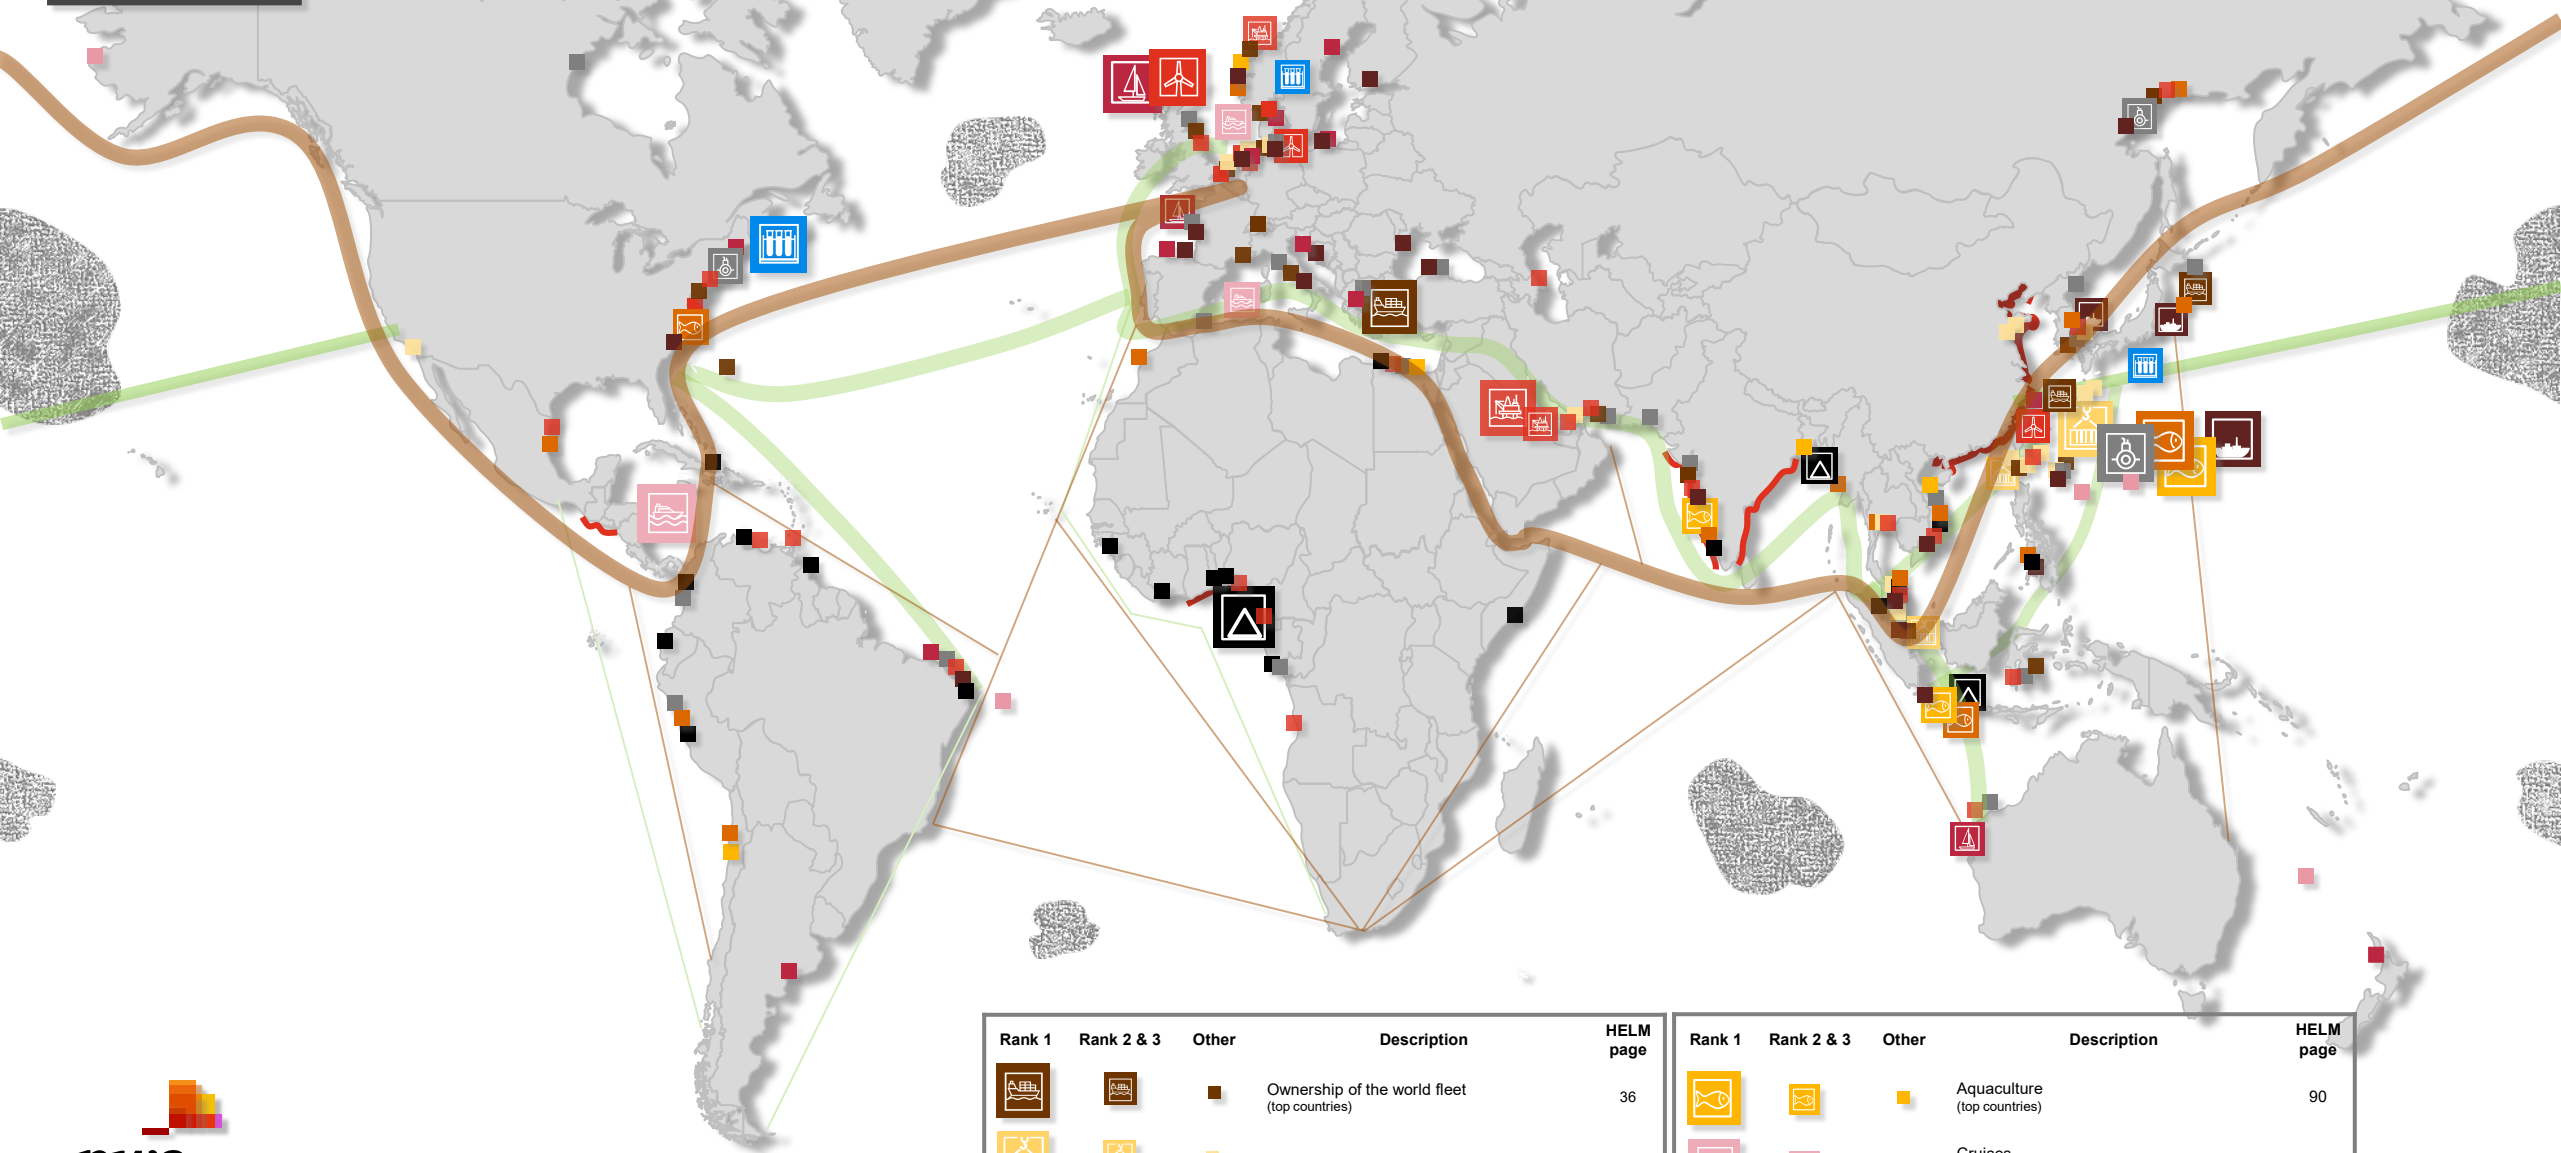 Rank 1 Rank 2 & 3 Other Description HELM page
Ownership of the world fleet 36
(top countries)
Rank 1 Rank 2 & 3 Other Description HELM page
Aquaculture 90
(top countries)